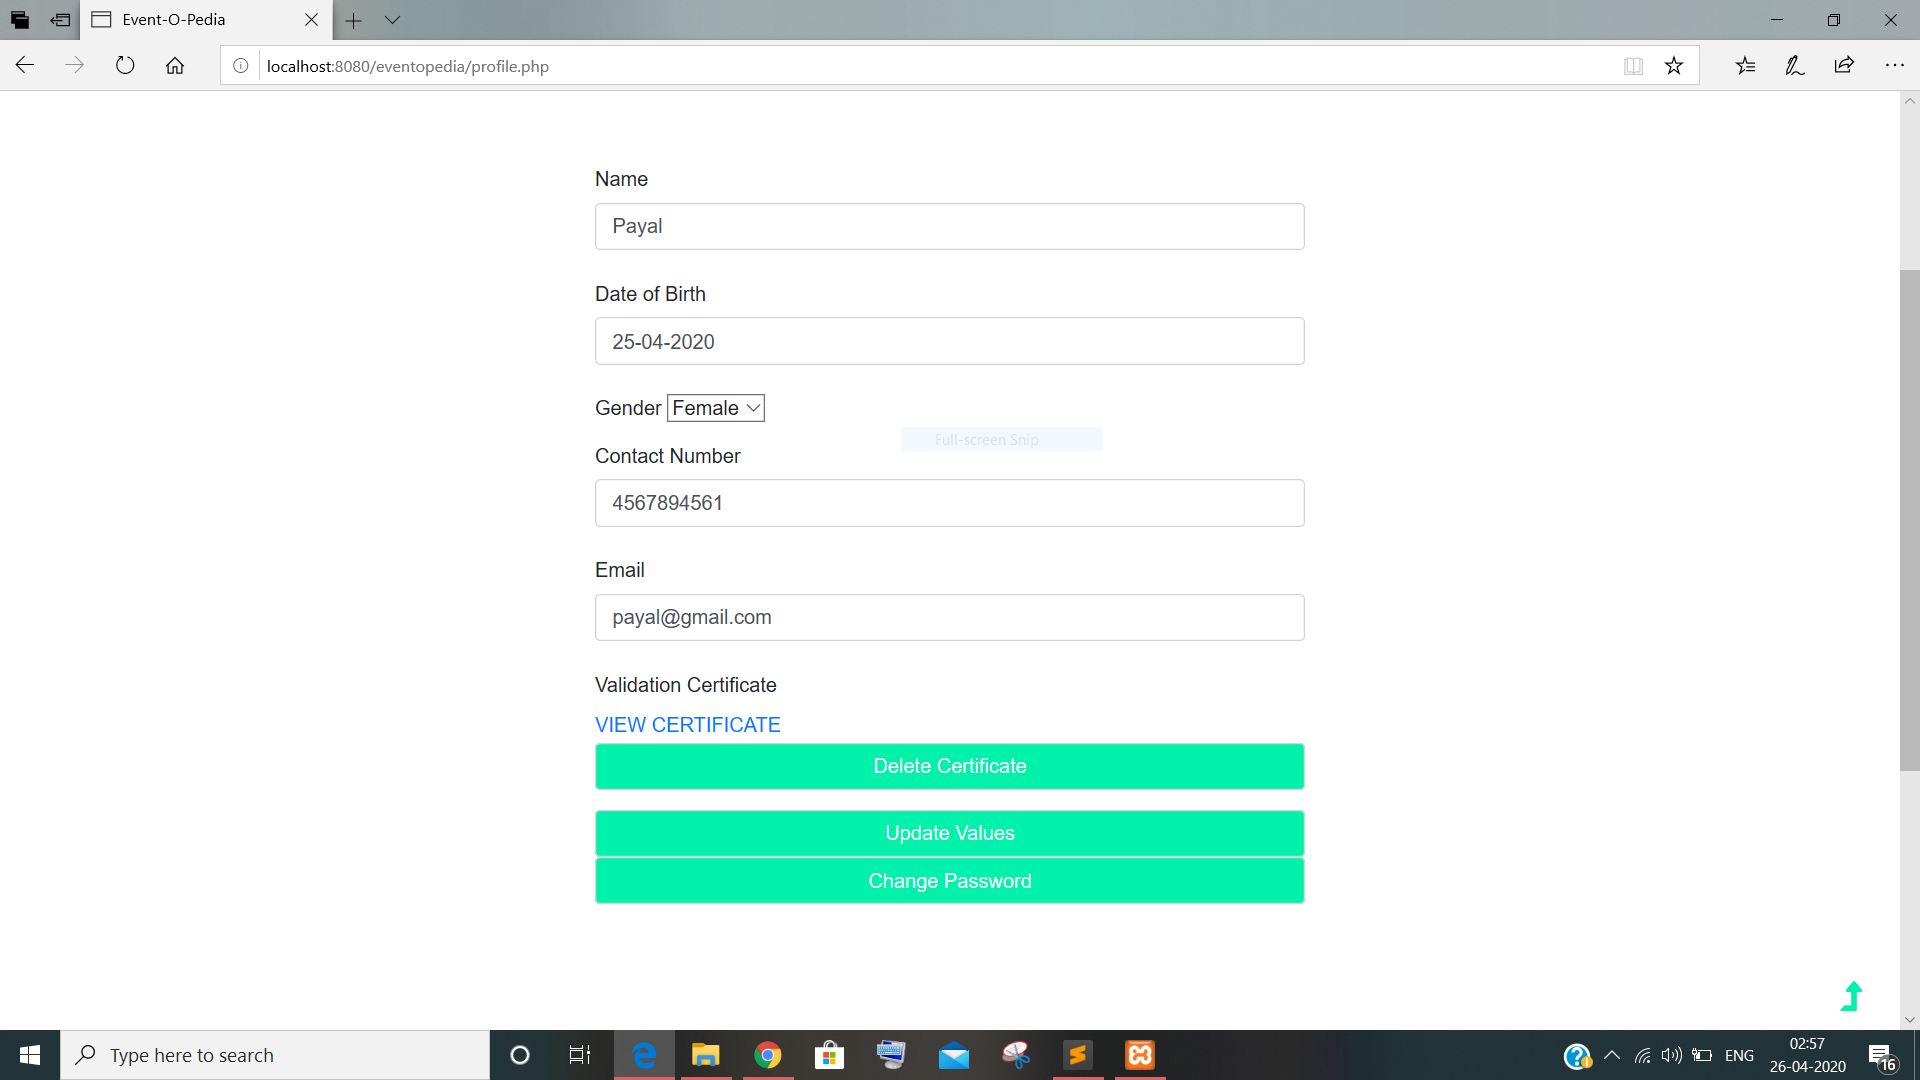 Event-O-Pedia
localhost:8080/eventopedia/profile.php
Name
Payal
Date of Birth
25-04-2020
Gender Female
Full-screen Snip
Contact Number
4567894561
Email
payal@gmail.com
Validation Certificate
VIEW CERTIFICATE
Delete Certificate
Update Values
Change Password
Type here to search
ENG
02:57
26-04-2020
16